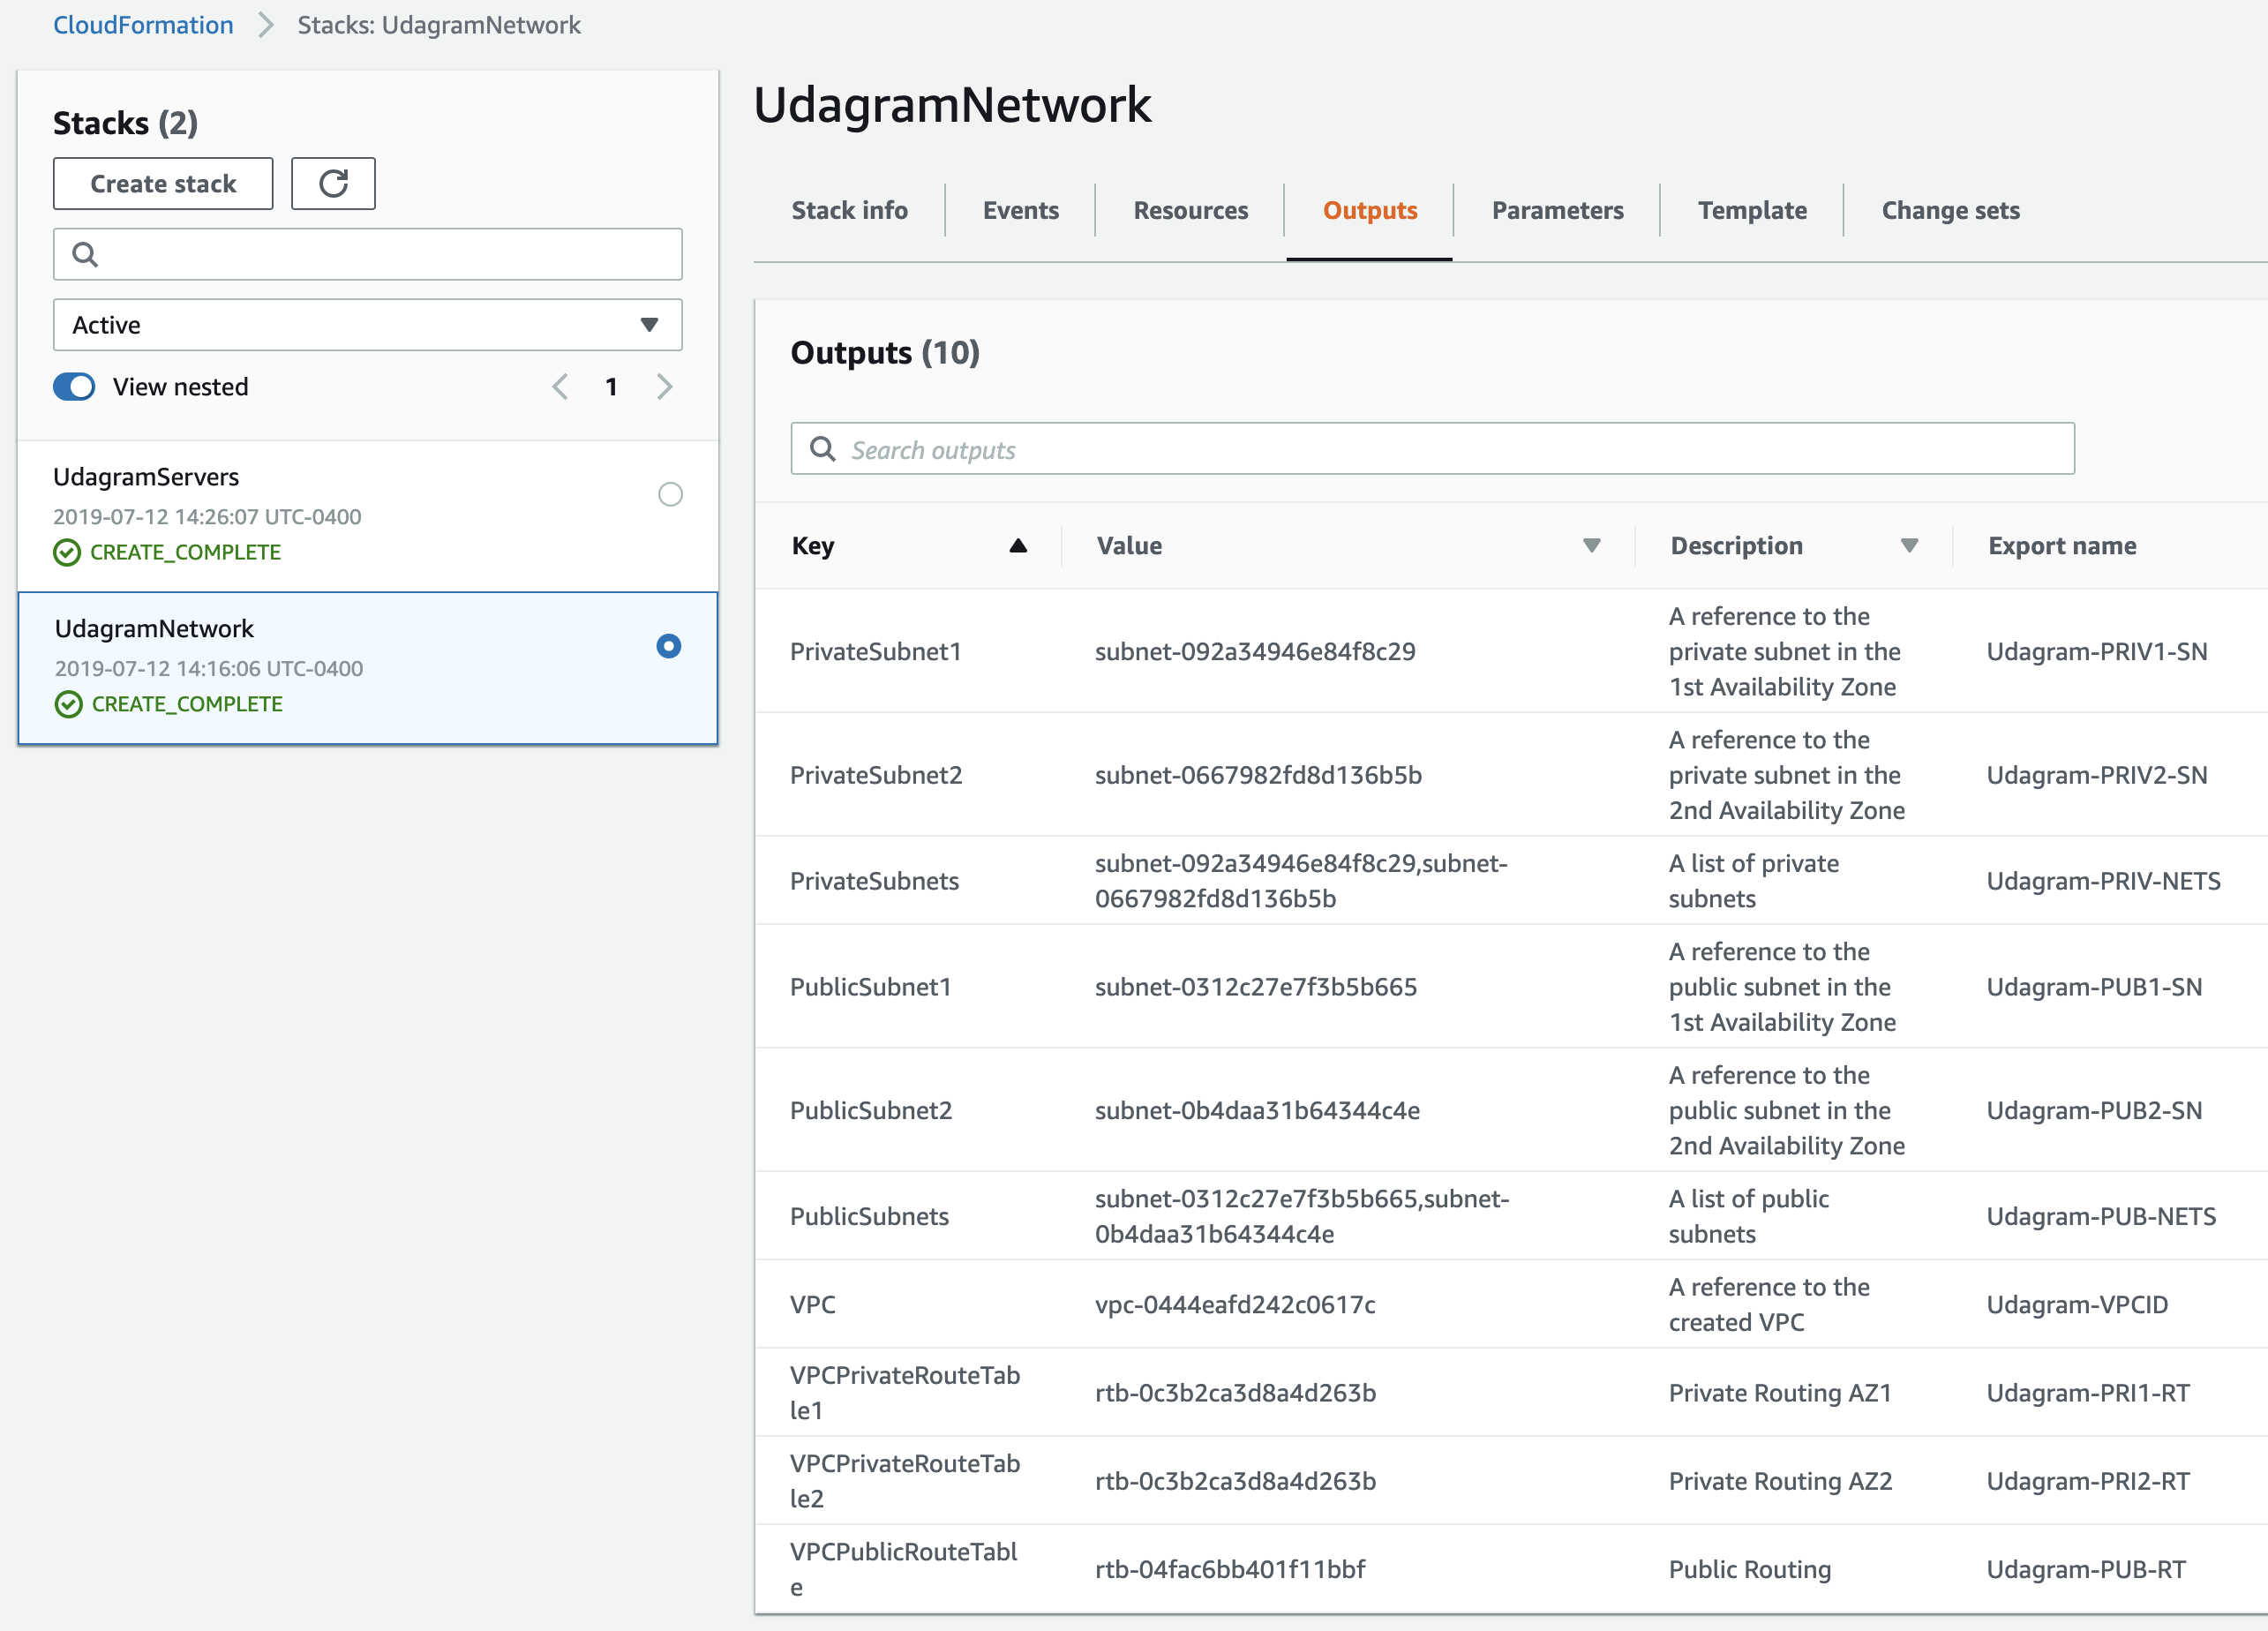 CloudFormation > Stacks: UdagramNetwork
Stacks (2)
Create stack
Active
View nested
1
UdagramServers
2019-07-12 14:26:07 UTC-0400
CREATE_COMPLETE
UdagramNetwork
2019-07-12 14:16:06 UTC-0400
CREATE_COMPLETE
UdagramNetwork
Stack info Events Resources Outputs Parameters Template Change sets
Outputs (10)
Search outputs
Key Value Description Export name
PrivateSubnet1
subnet-092a34946e84f8c29
A reference to the
private subnet in the
1st Availability Zone
Udagram-PRIV1-SN
PrivateSubnet2
subnet-0667982fd8d136b5b
A reference to the
private subnet in the
2nd Availability Zone
Udagram-PRIV2-SN
PrivateSubnets
subnet-092a34946e84f8c29,subnet-
0667982fd8d136b5b
A list of private
subnets
Udagram-PRIV-NETS
PublicSubnet1
subnet-0312c27e7f3b5b665
A reference to the
public subnet in the
1st Availability Zone
Udagram-PUB1-SN
PublicSubnet2
subnet-0b4daa31b64344c4e
A reference to the
public subnet in the
2nd Availability Zone
Udagram-PUB2-SN
PublicSubnets
subnet-0312c27e7f3b5b665,subnet-
0b4daa31b64344c4e
A list of public
subnets
Udagram-PUB-NETS
VPC
vpc-0444eafd242c0617c
A reference to the
created VPC
Udagram-VPCID
VPCPrivateRouteTab
le1
rtb-0c3b2ca3d8a4d263b
Private Routing AZ1
Udagram-PRI1-RT
VPCPrivateRouteTab
le2
rtb-0c3b2ca3d8a4d263b
Private Routing AZ2
Udagram-PRI2-RT
VPCPublicRouteTabl
e
rtb-04fac6bb401f11bbf
Public Routing
Udagram-PUB-RT